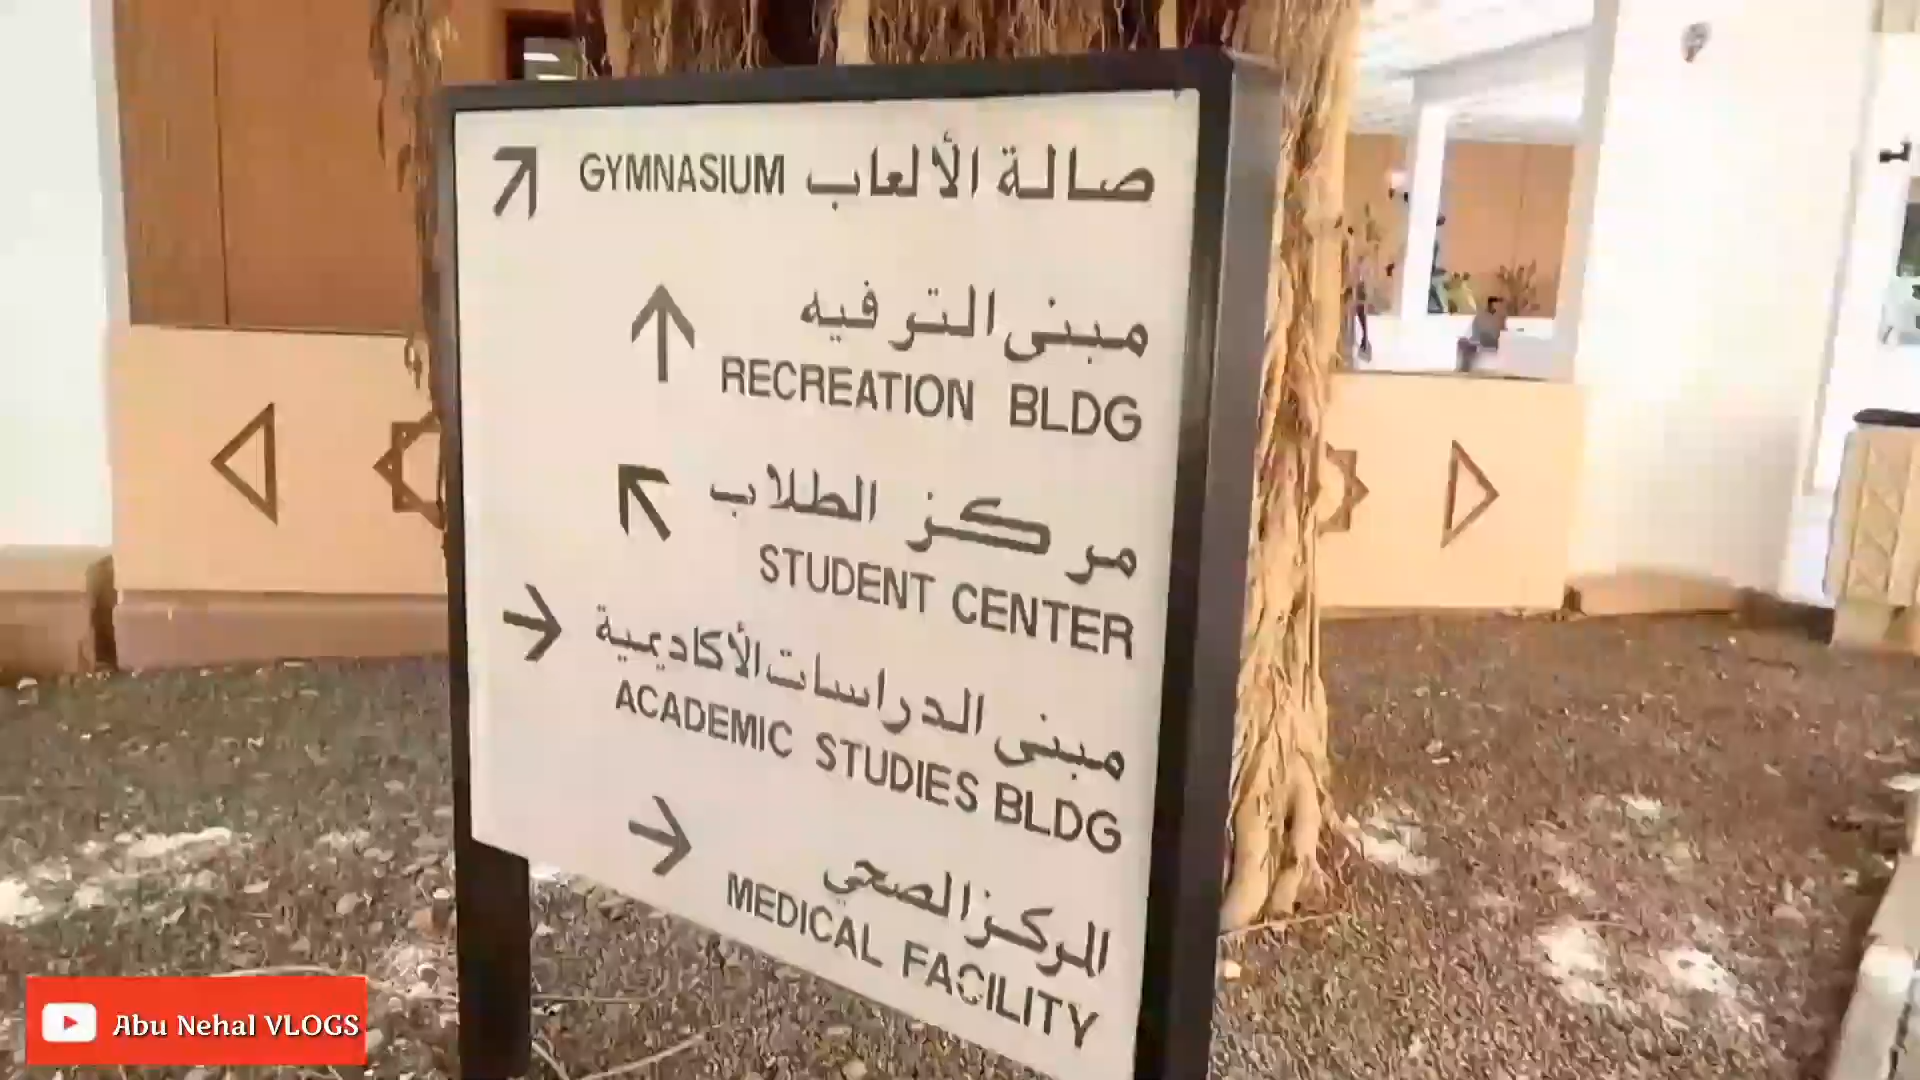 GYMNASIUM صالة الألعاب
مبنى الترفيه
RECREATION BLDG
مركز الطلاب
STUDENT CENTER
مبنى الدراسات الأكاديمية
ACADEMIC STUDIES BLDG
المركز الصحي
MEDICAL FACILITY
Abu Nehal VLOGS